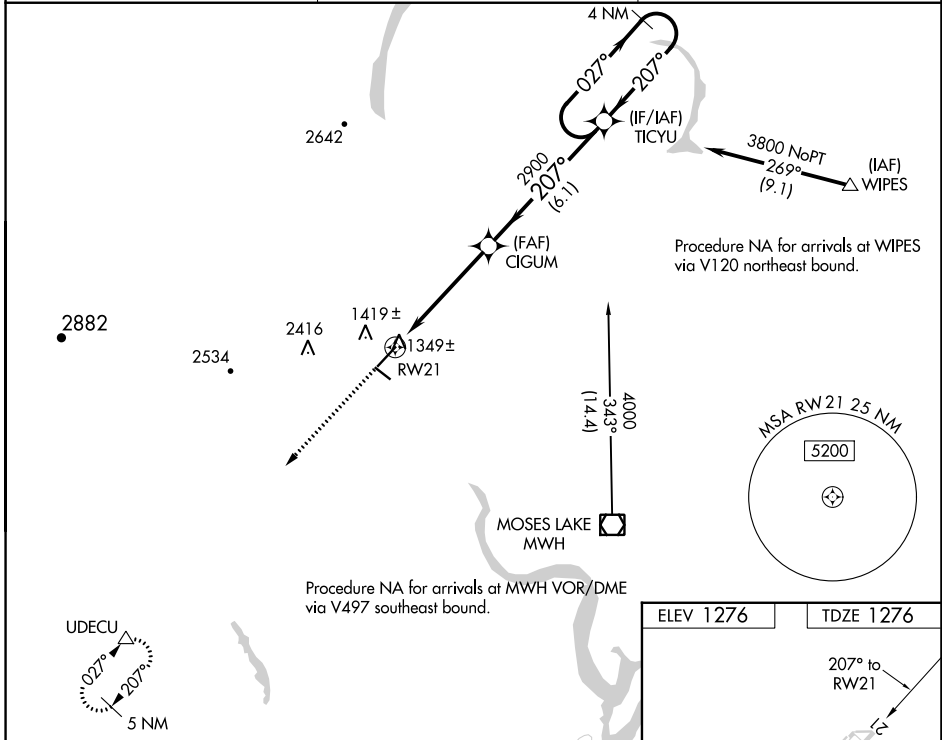 4 NM
027°
207°
(IF/IAF)
TICYU
2642
3800 NoPT
269°
(9.1)
(IAF)
WIPES
2900
207°
(6.1)
Procedure NA for arrivals at WIPES
via V120 northeast bound.
(FAF)
CIGUM
2882
2416
1419±
1349±
2534
RW21
4000
343°
(14.4)
MSA RW21 25 NM
5200
MOSES LAKE
MWH
Procedure NA for arrivals at MWH VOR/DME
via V497 southeast bound.
UDECU
027°
207°
5 NM
ELEV 1276
TDZE 1276
207° to
RW21
21